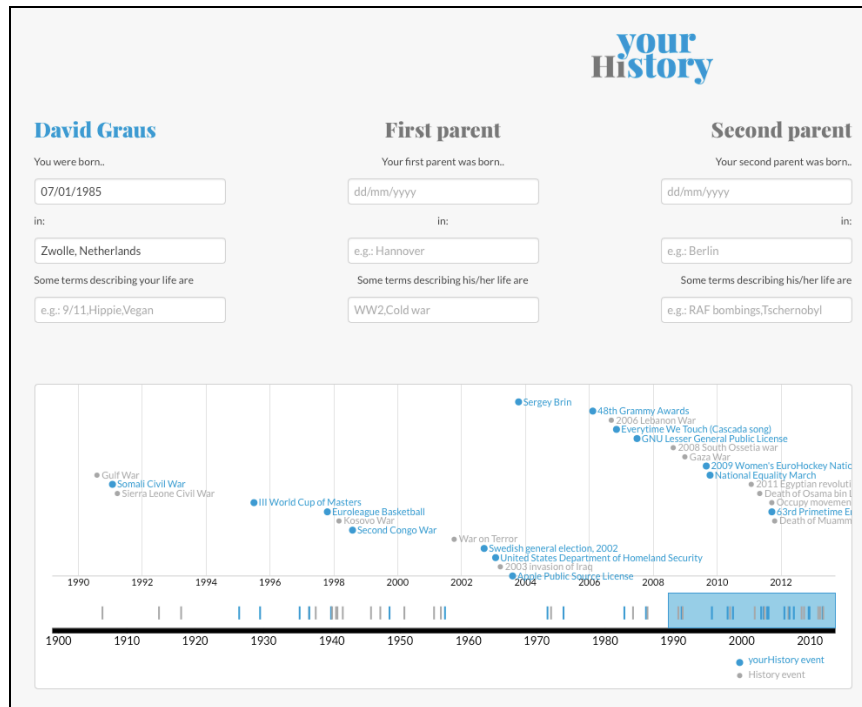 your
History
David Graus
First parent
Second parent
You were born..
Your first parent was born..
Your second parent was born..
07/01/1985
dd/mm/yyyy
dd/mm/yyyy
in:
in:
in:
Zwolle, Netherlands
e.g.: Hannover
e.g.: Berlin
Some terms describing your life are
Some terms describing his/her life are
Some terms describing his/her life are
e.g.: 9/11,Hippie,Vegan
WW2,Cold war
e.g.: RAF bombings,Tschernobyl
Sergey Brin
48th Grammy Awards
2006 Lebanon War
Everytime We Touch (Cascada song)
GNU Lesser General Public License
2008 South Ossetia war
Gaza War
2009 Women's EuroHockey Natio
Gulf War
National Equality March
Somali Civil War
2011 Egyptian revoluti
Sierra Leone Civil War
Death of Osama bin L
III World Cup of Masters
Occupy movemen
Euroleague Basketball
63rd Primetime Em
Kosovo War
Death of Muamm
Second Congo War
War on Terror
Swedish general election, 2002
United States Department of Homeland Security
2003 invasion of Iraq
Apple Public Source License
1990 1992 1994 1996 1998 2000 2002 2004 2006 2008 2010 2012
1900 1910 1920 1930 1940 1950 1960 1970 1980 1990 2000 2010
yourHistory event
History event